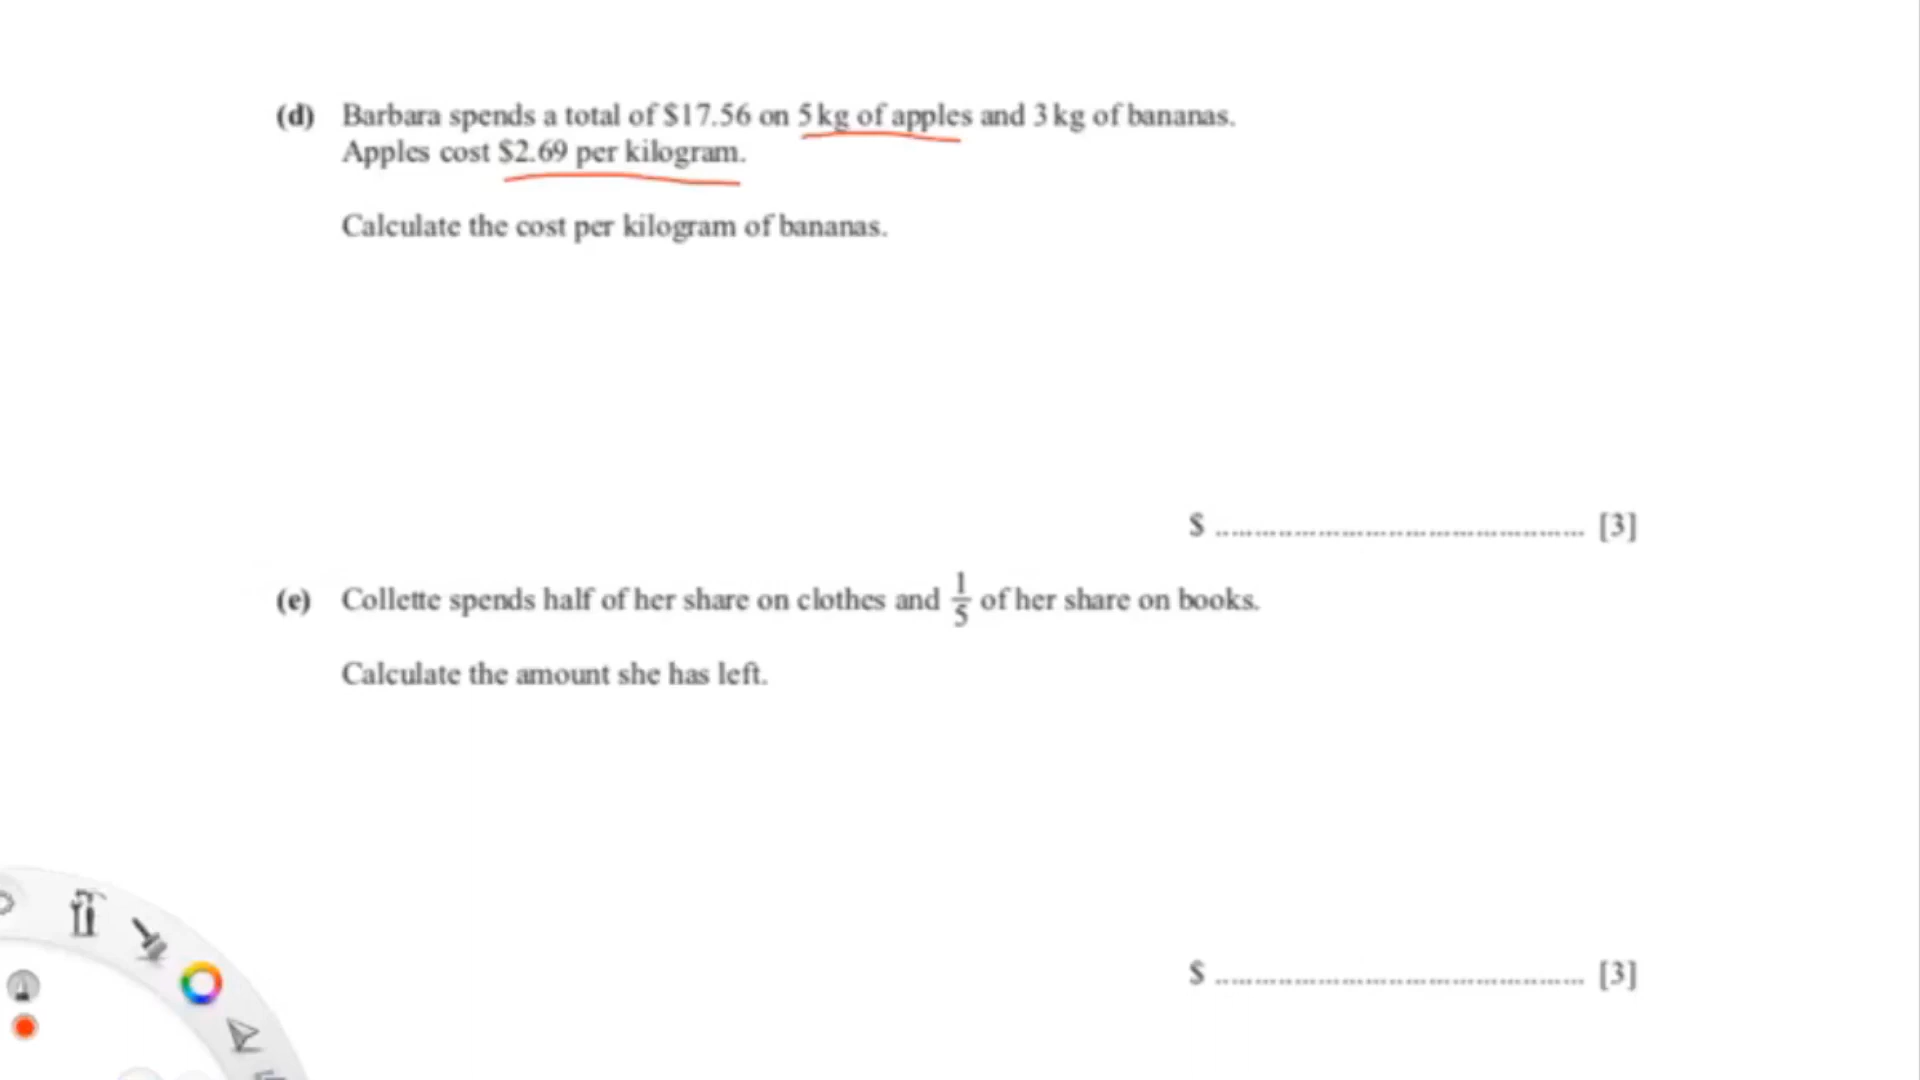 (d) Barbara spends a total of $17.56 on 5 kg of apples and 3 kg of bananas.
Apples cost $2.69 per kilogram.
Calculate the cost per kilogram of bananas.
$ ................................................ [3]
(e) Collette spends half of her share on clothes and 1/5 of her share on books.
Calculate the amount she has left.
$ ................................................ [3]